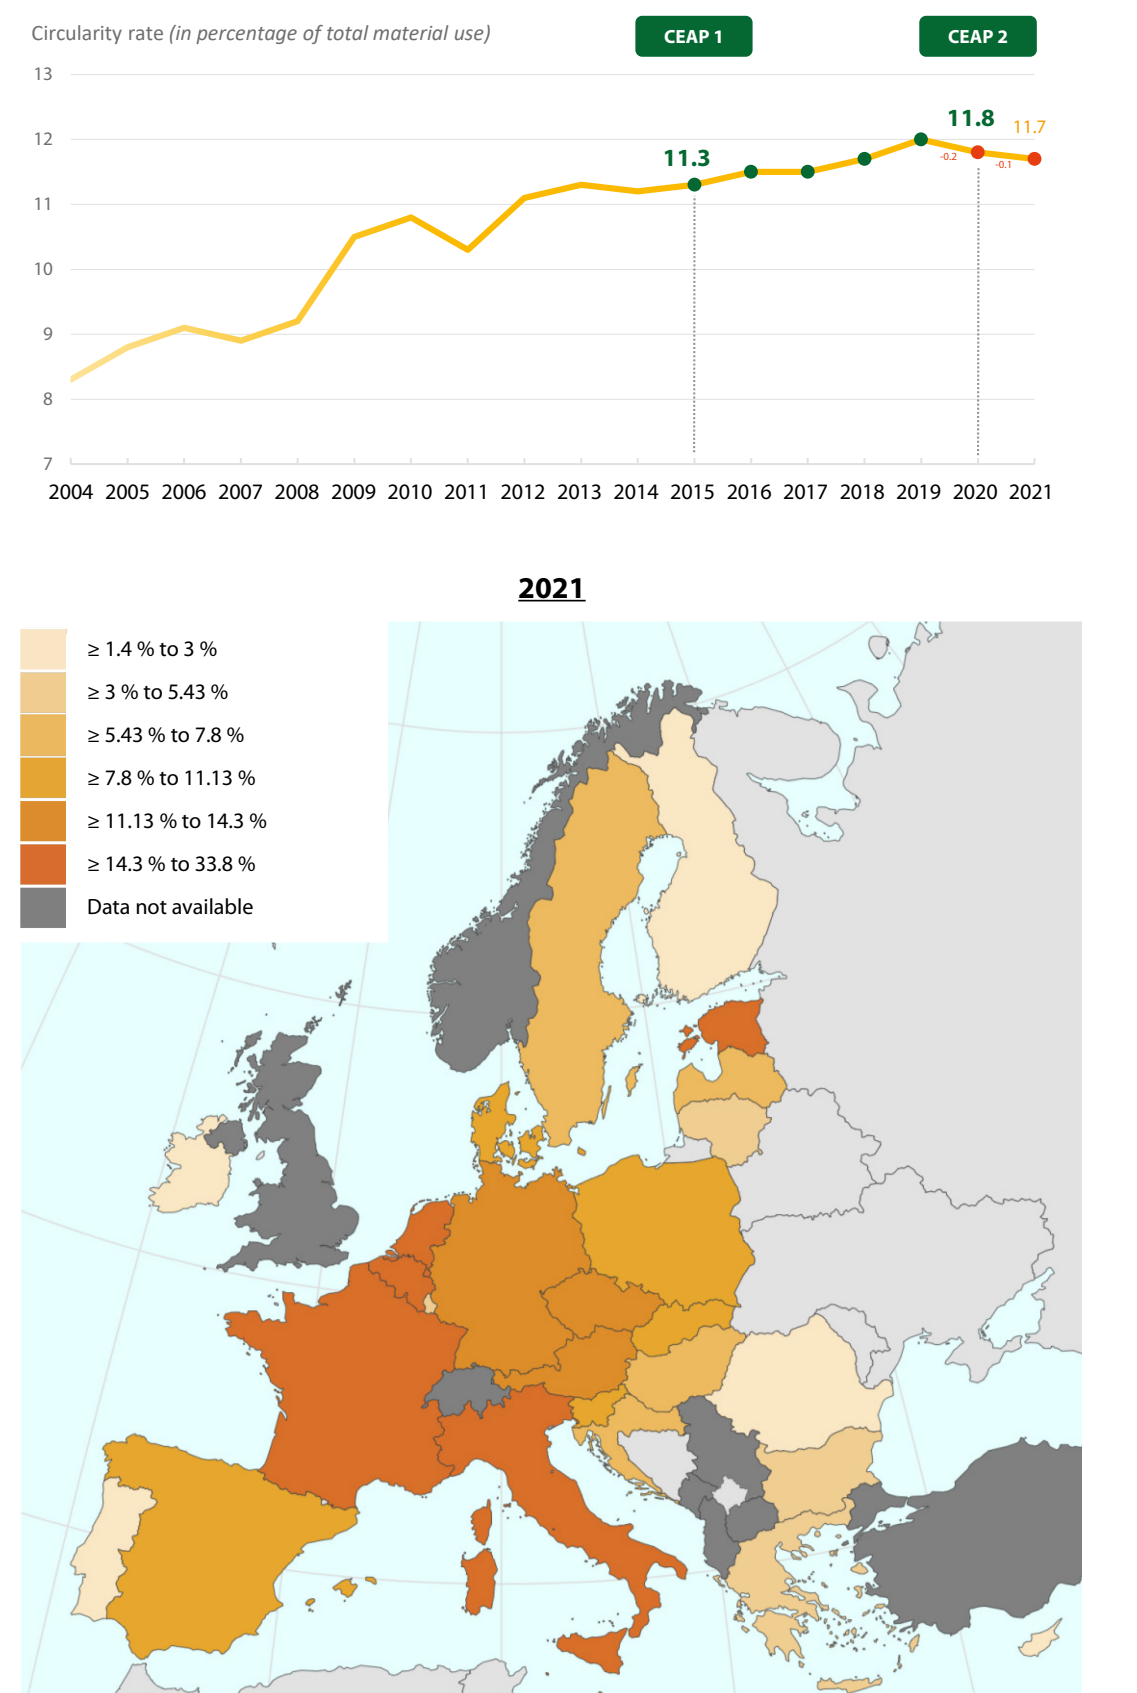 Circularity rate (in percentage of total material use)
CEAP 1
CEAP 2
13
12
11
10
9
8
7
11.3
11.8
11.7
-0.2
-0.1
2004 2005 2006 2007 2008 2009 2010 2011 2012 2013 2014 2015 2016 2017 2018 2019 2020 2021
2021
≥ 1.4 % to 3 %
≥ 3 % to 5.43 %
≥ 5.43 % to 7.8 %
≥ 7.8 % to 11.13 %
≥ 11.13 % to 14.3 %
≥ 14.3 % to 33.8 %
Data not available